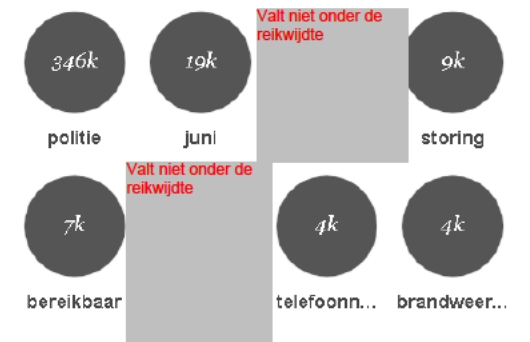 Valt niet onder de
reikwijdte
346k
19k
9k
politie
juni
storing
Valt niet onder de
reikwijdte
7k
4k
4k
bereikbaar
telefoonn...
brandweer...